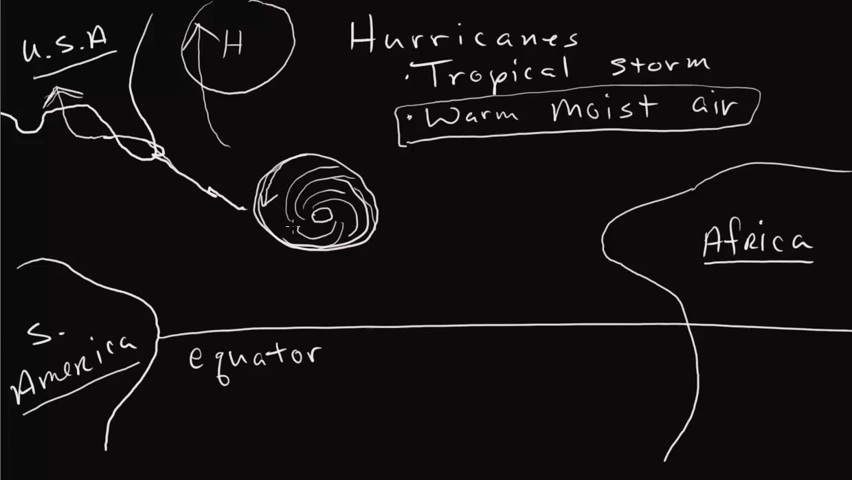 U.S.A
H
Hurricanes
· Tropical storm
· Warm moist air
Africa
S.
America
equator